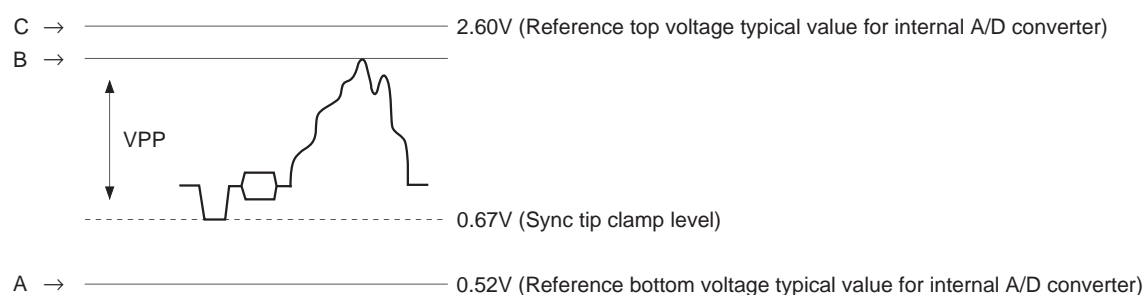 C → 2.60V (Reference top voltage typical value for internal A/D converter)
B →
VPP
0.67V (Sync tip clamp level)
A → 0.52V (Reference bottom voltage typical value for internal A/D converter)